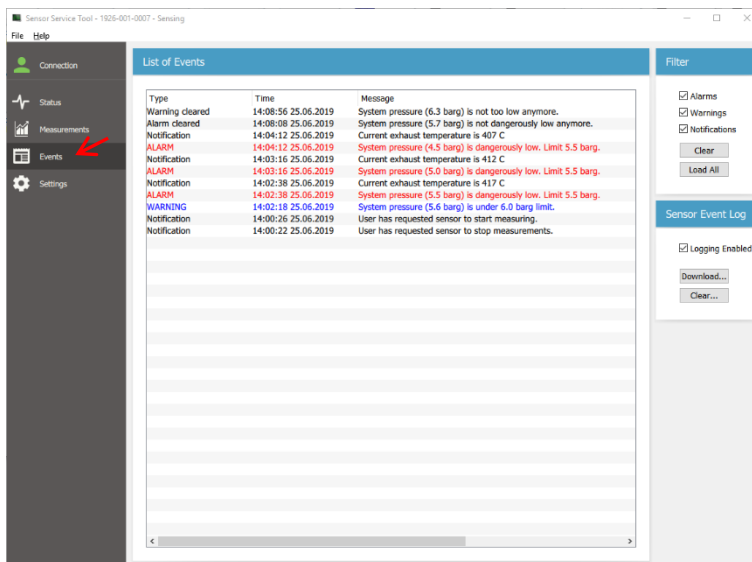 Sensor Service Tool - 1926-001-0007 - Sensing
File Help
Connection
Status
Measurements
Events
Settings
List of Events
Type Time Message
Warning cleared 14:08:56 25.06.2019 System pressure (6.3 barg) is not too low anymore.
Alarm cleared 14:08:08 25.06.2019 System pressure (5.7 barg) is not dangerously low anymore.
Notification 14:04:12 25.06.2019 Current exhaust temperature is 407 C
ALARM 14:04:12 25.06.2019 System pressure (4.5 barg) is dangerously low. Limit 5.5 barg.
Notification 14:03:16 25.06.2019 Current exhaust temperature is 412 C
ALARM 14:03:16 25.06.2019 System pressure (5.0 barg) is dangerously low. Limit 5.5 barg.
Notification 14:02:38 25.06.2019 Current exhaust temperature is 417 C
ALARM 14:02:38 25.06.2019 System pressure (5.5 barg) is dangerously low. Limit 5.5 barg.
WARNING 14:02:18 25.06.2019 System pressure (5.6 barg) is under 6.0 barg limit.
Notification 14:00:26 25.06.2019 User has requested sensor to start measuring.
Notification 14:00:22 25.06.2019 User has requested sensor to stop measurements.
Filter
Alarms
Warnings
Notifications
Clear
Load All
Sensor Event Log
Logging Enabled
Download...
Clear...